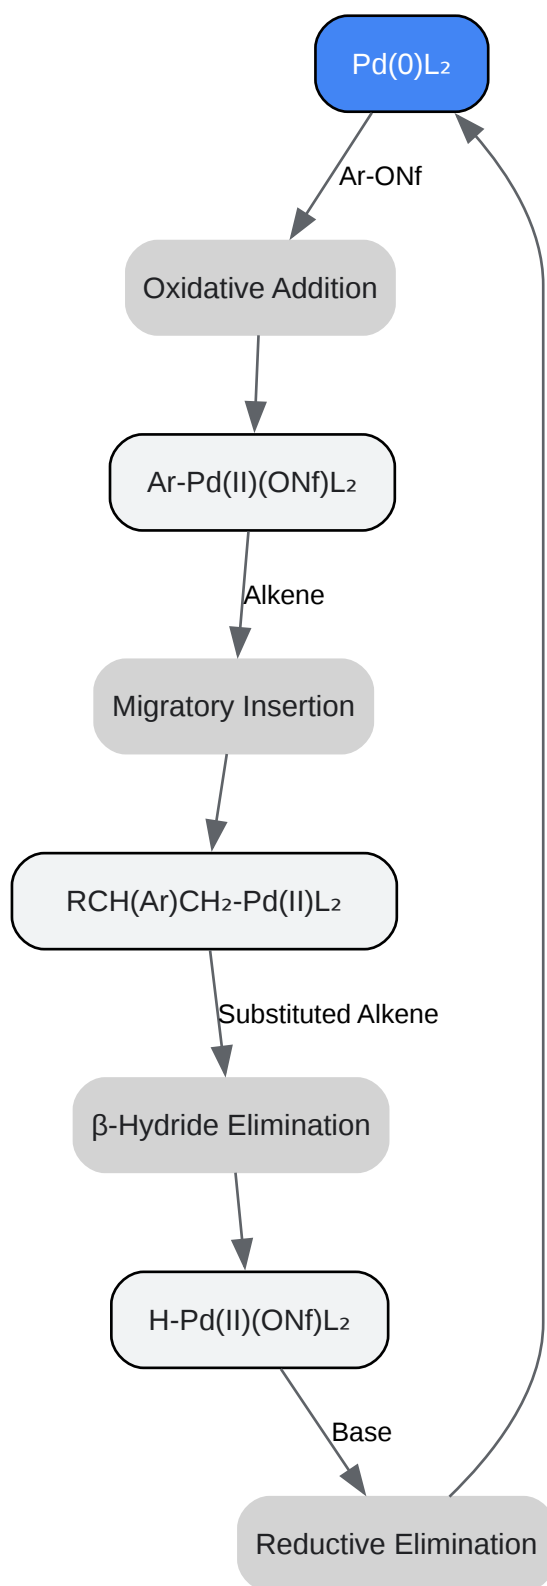 Pd(0)L₂
Ar-ONf
Oxidative Addition
Ar-Pd(II)(ONf)L₂
Alkene
Migratory Insertion
RCH(Ar)CH₂-Pd(II)L₂
Substituted Alkene
β-Hydride Elimination
H-Pd(II)(ONf)L₂
Base
Reductive Elimination